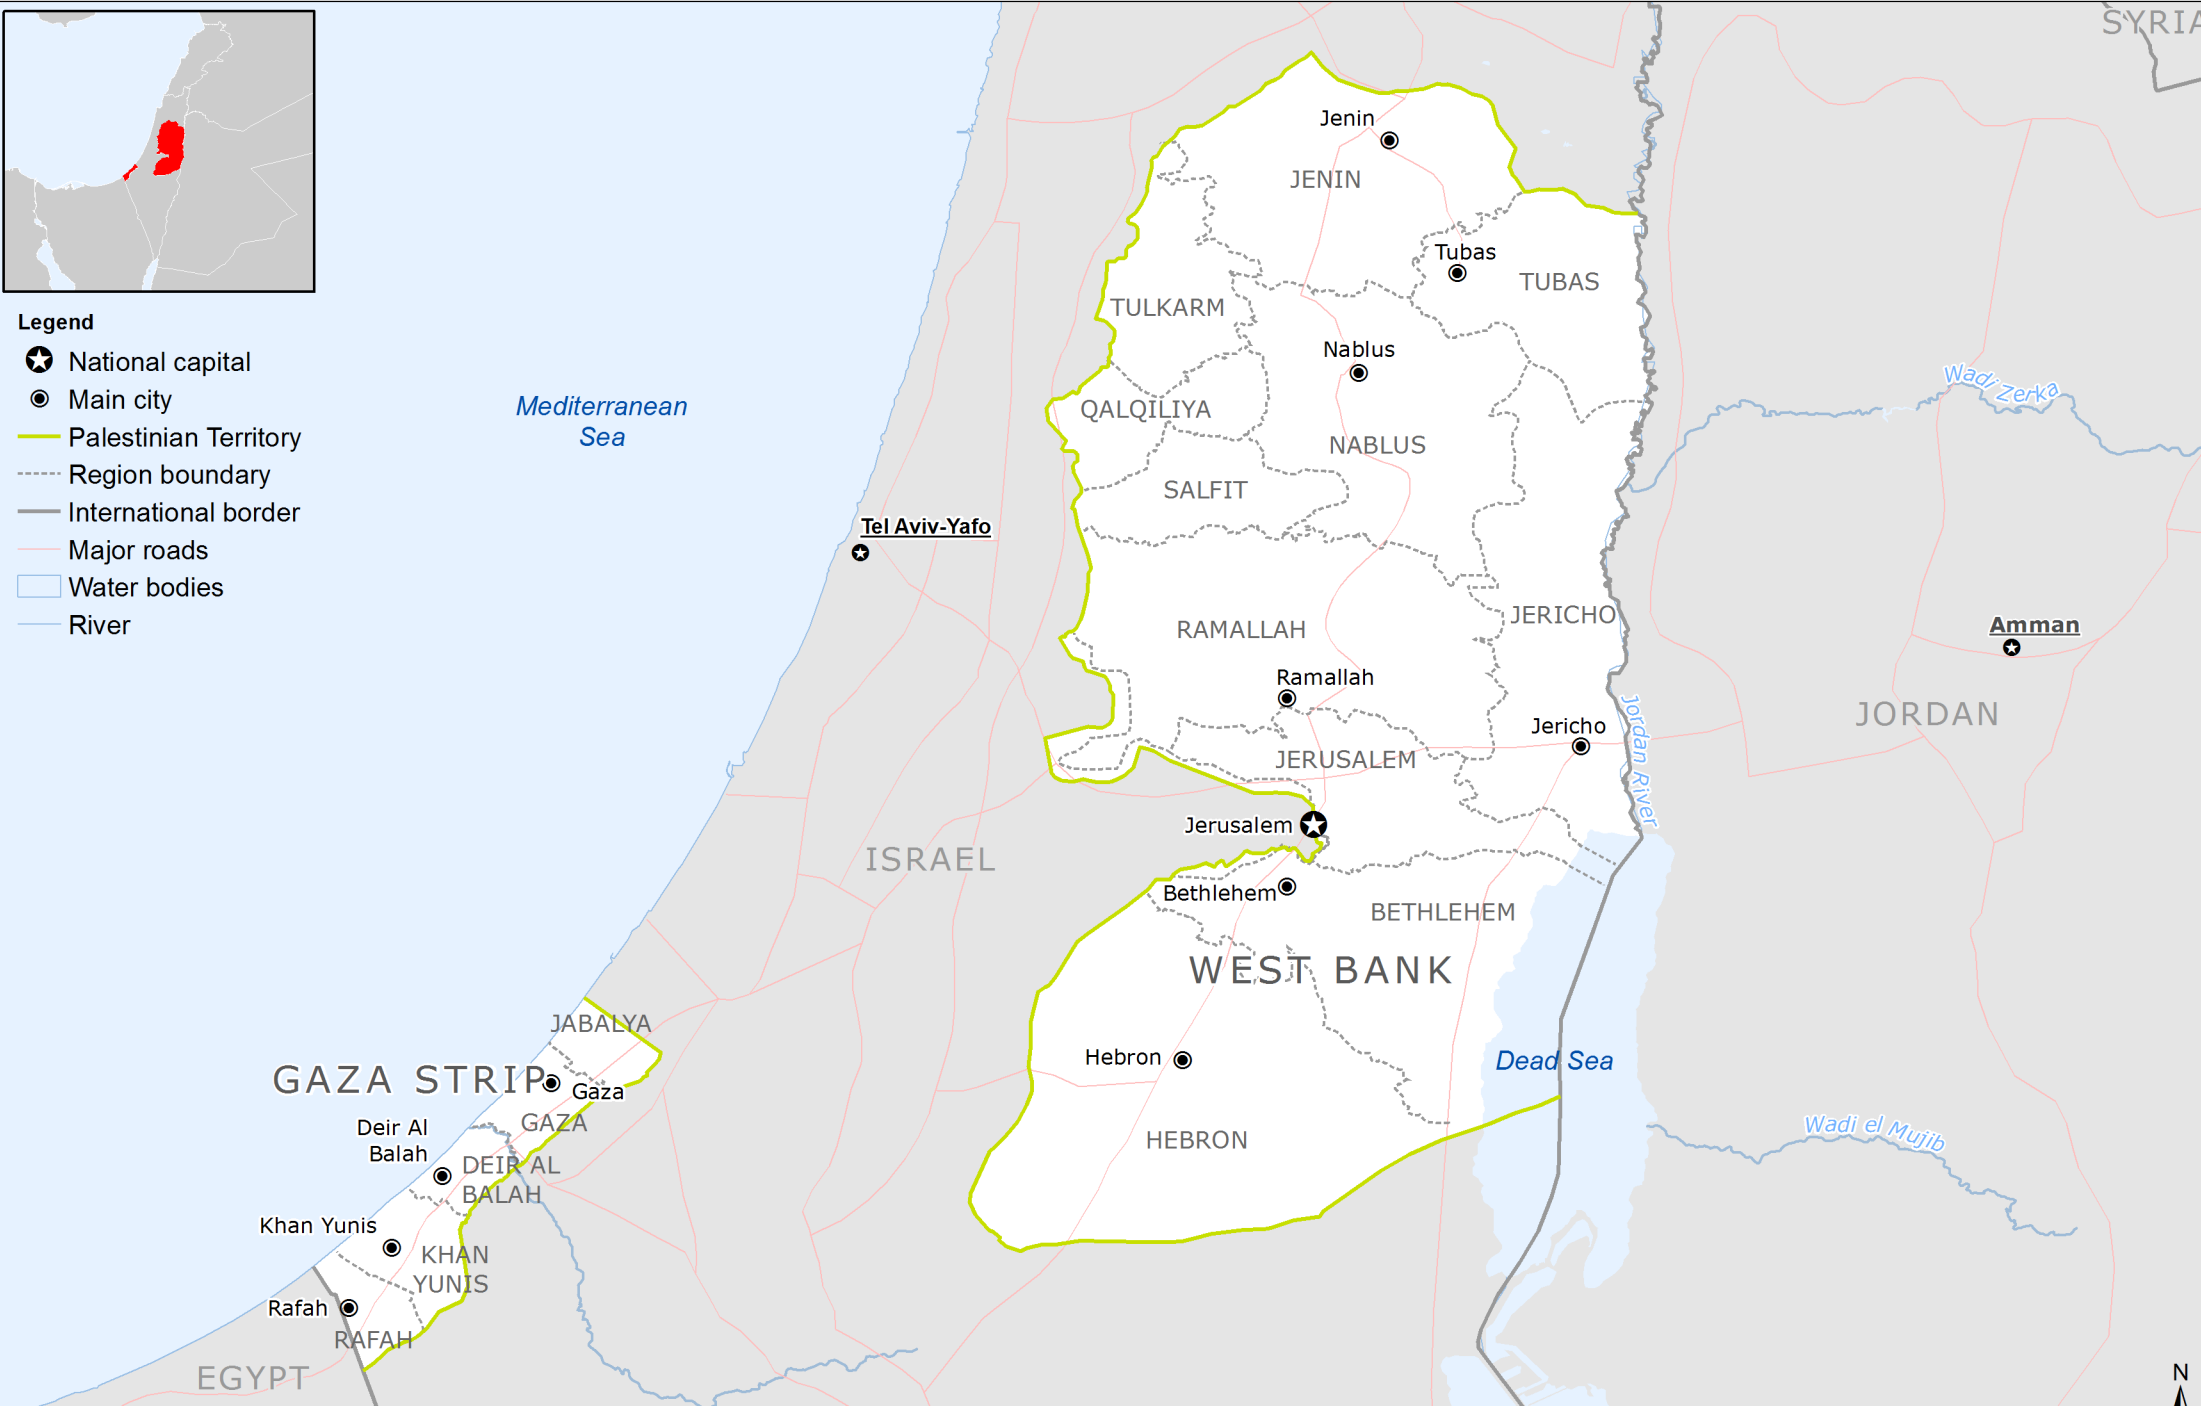 SYRIA
Legend
National capital
Main city
Palestinian Territory
Region boundary
International border
Major roads
Water bodies
River
Mediterranean
Sea
Jenin
JENIN
Tubas
TUBAS
TULKARM
Nablus
QALQILIYA
NABLUS
SALFIT
Wadi Zerka
Tel Aviv-Yafo
RAMALLAH
JERICHO
Amman
Ramallah
Jericho
JORDAN
Jordan River
JERUSALEM
Jerusalem
ISRAEL
Bethlehem
BETHLEHEM
WEST BANK
JABALYA
GAZA STRIP
Gaza
GAZA
Hebron
Dead Sea
Deir Al
Balah
DEIR AL
BALAH
HEBRON
Wadi el Mujib
Khan Yunis
KHAN
YUNIS
Rafah
RAFAH
EGYPT
N